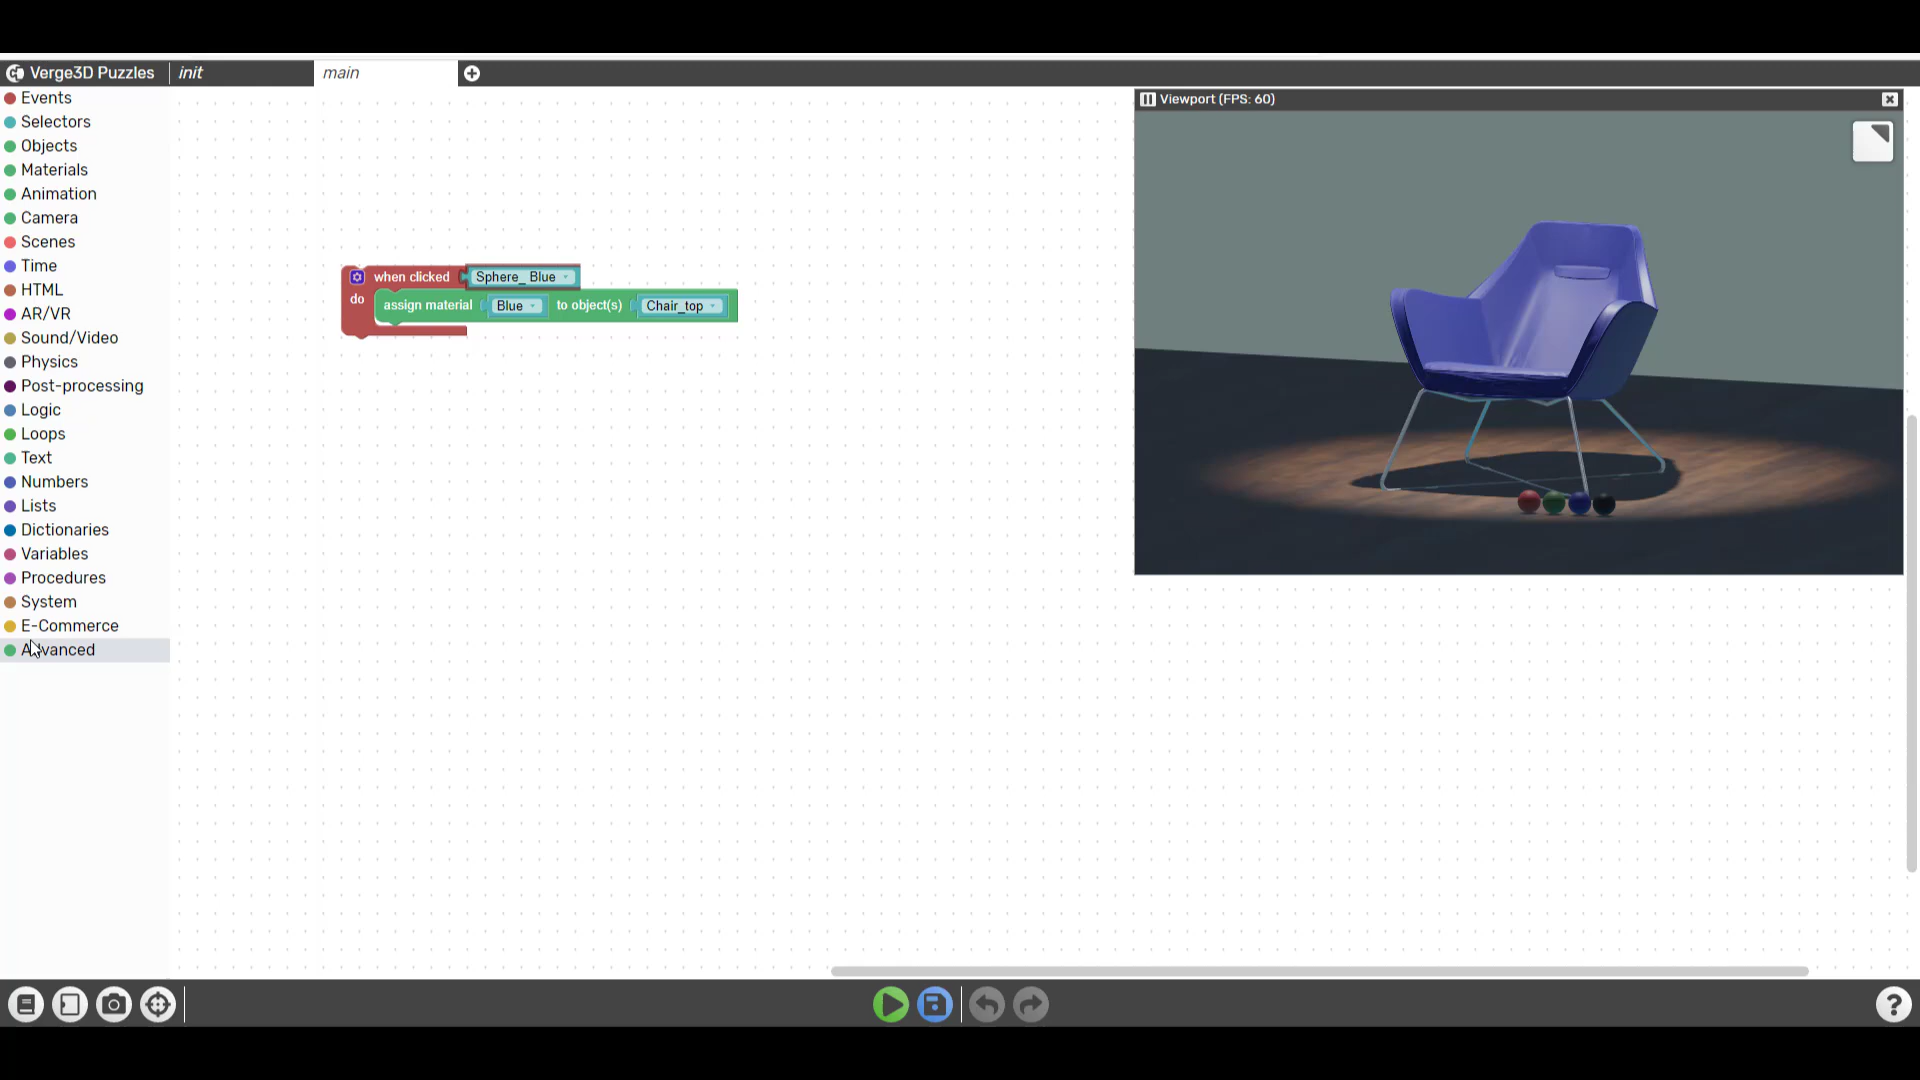 Verge3D Puzzles
init
main
Events
Selectors
Objects
Materials
Animation
Camera
Scenes
Time
HTML
AR/VR
Sound/Video
Physics
Post-processing
Logic
Loops
Text
Numbers
Lists
Dictionaries
Variables
Procedures
System
E-Commerce
Advanced
when clicked Sphere_ Blue
do
assign material Blue to object(s) Chair_top
Viewport (FPS: 60)
?